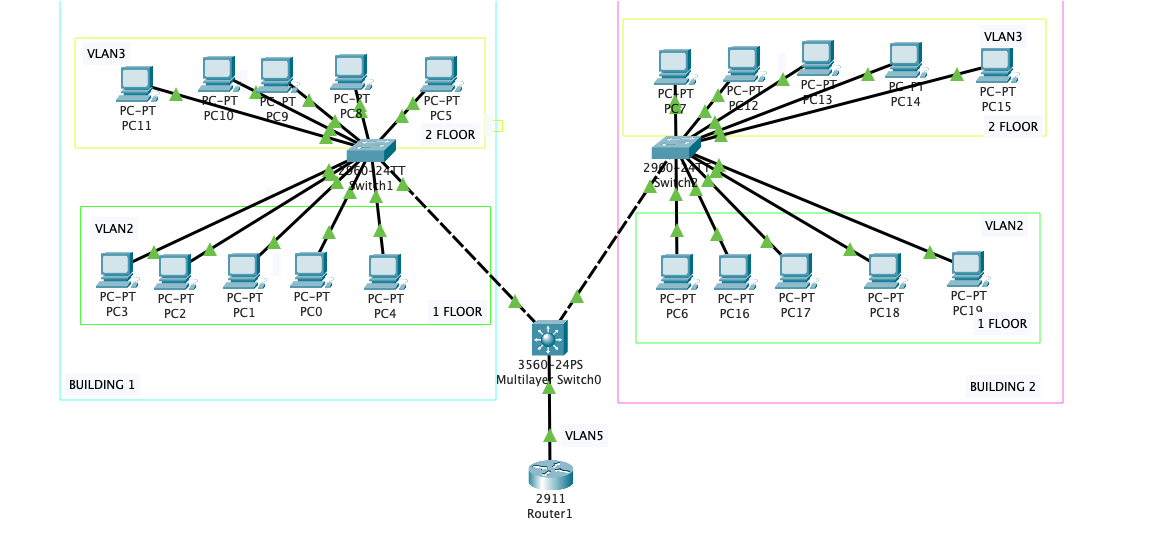 VLAN3
PC-PT
PC11
PC-PT
PC10
PC-PT
PC9
PC-PT
PC8
PC-PT
PC5
2 FLOOR
2960-24TT
Switch1
VLAN2
PC-PT
PC3
PC-PT
PC2
PC-PT
PC1
PC-PT
PC0
PC-PT
PC4
1 FLOOR
BUILDING 1
VLAN3
PC-PT
PC7
PC-PT
PC12
PC-PT
PC13
PC-PT
PC14
PC-PT
PC15
2 FLOOR
2960-24TT
Switch2
VLAN2
PC-PT
PC6
PC-PT
PC16
PC-PT
PC17
PC-PT
PC18
PC-PT
PC19
1 FLOOR
BUILDING 2
3560-24PS
Multilayer Switch0
VLAN5
2911
Router1